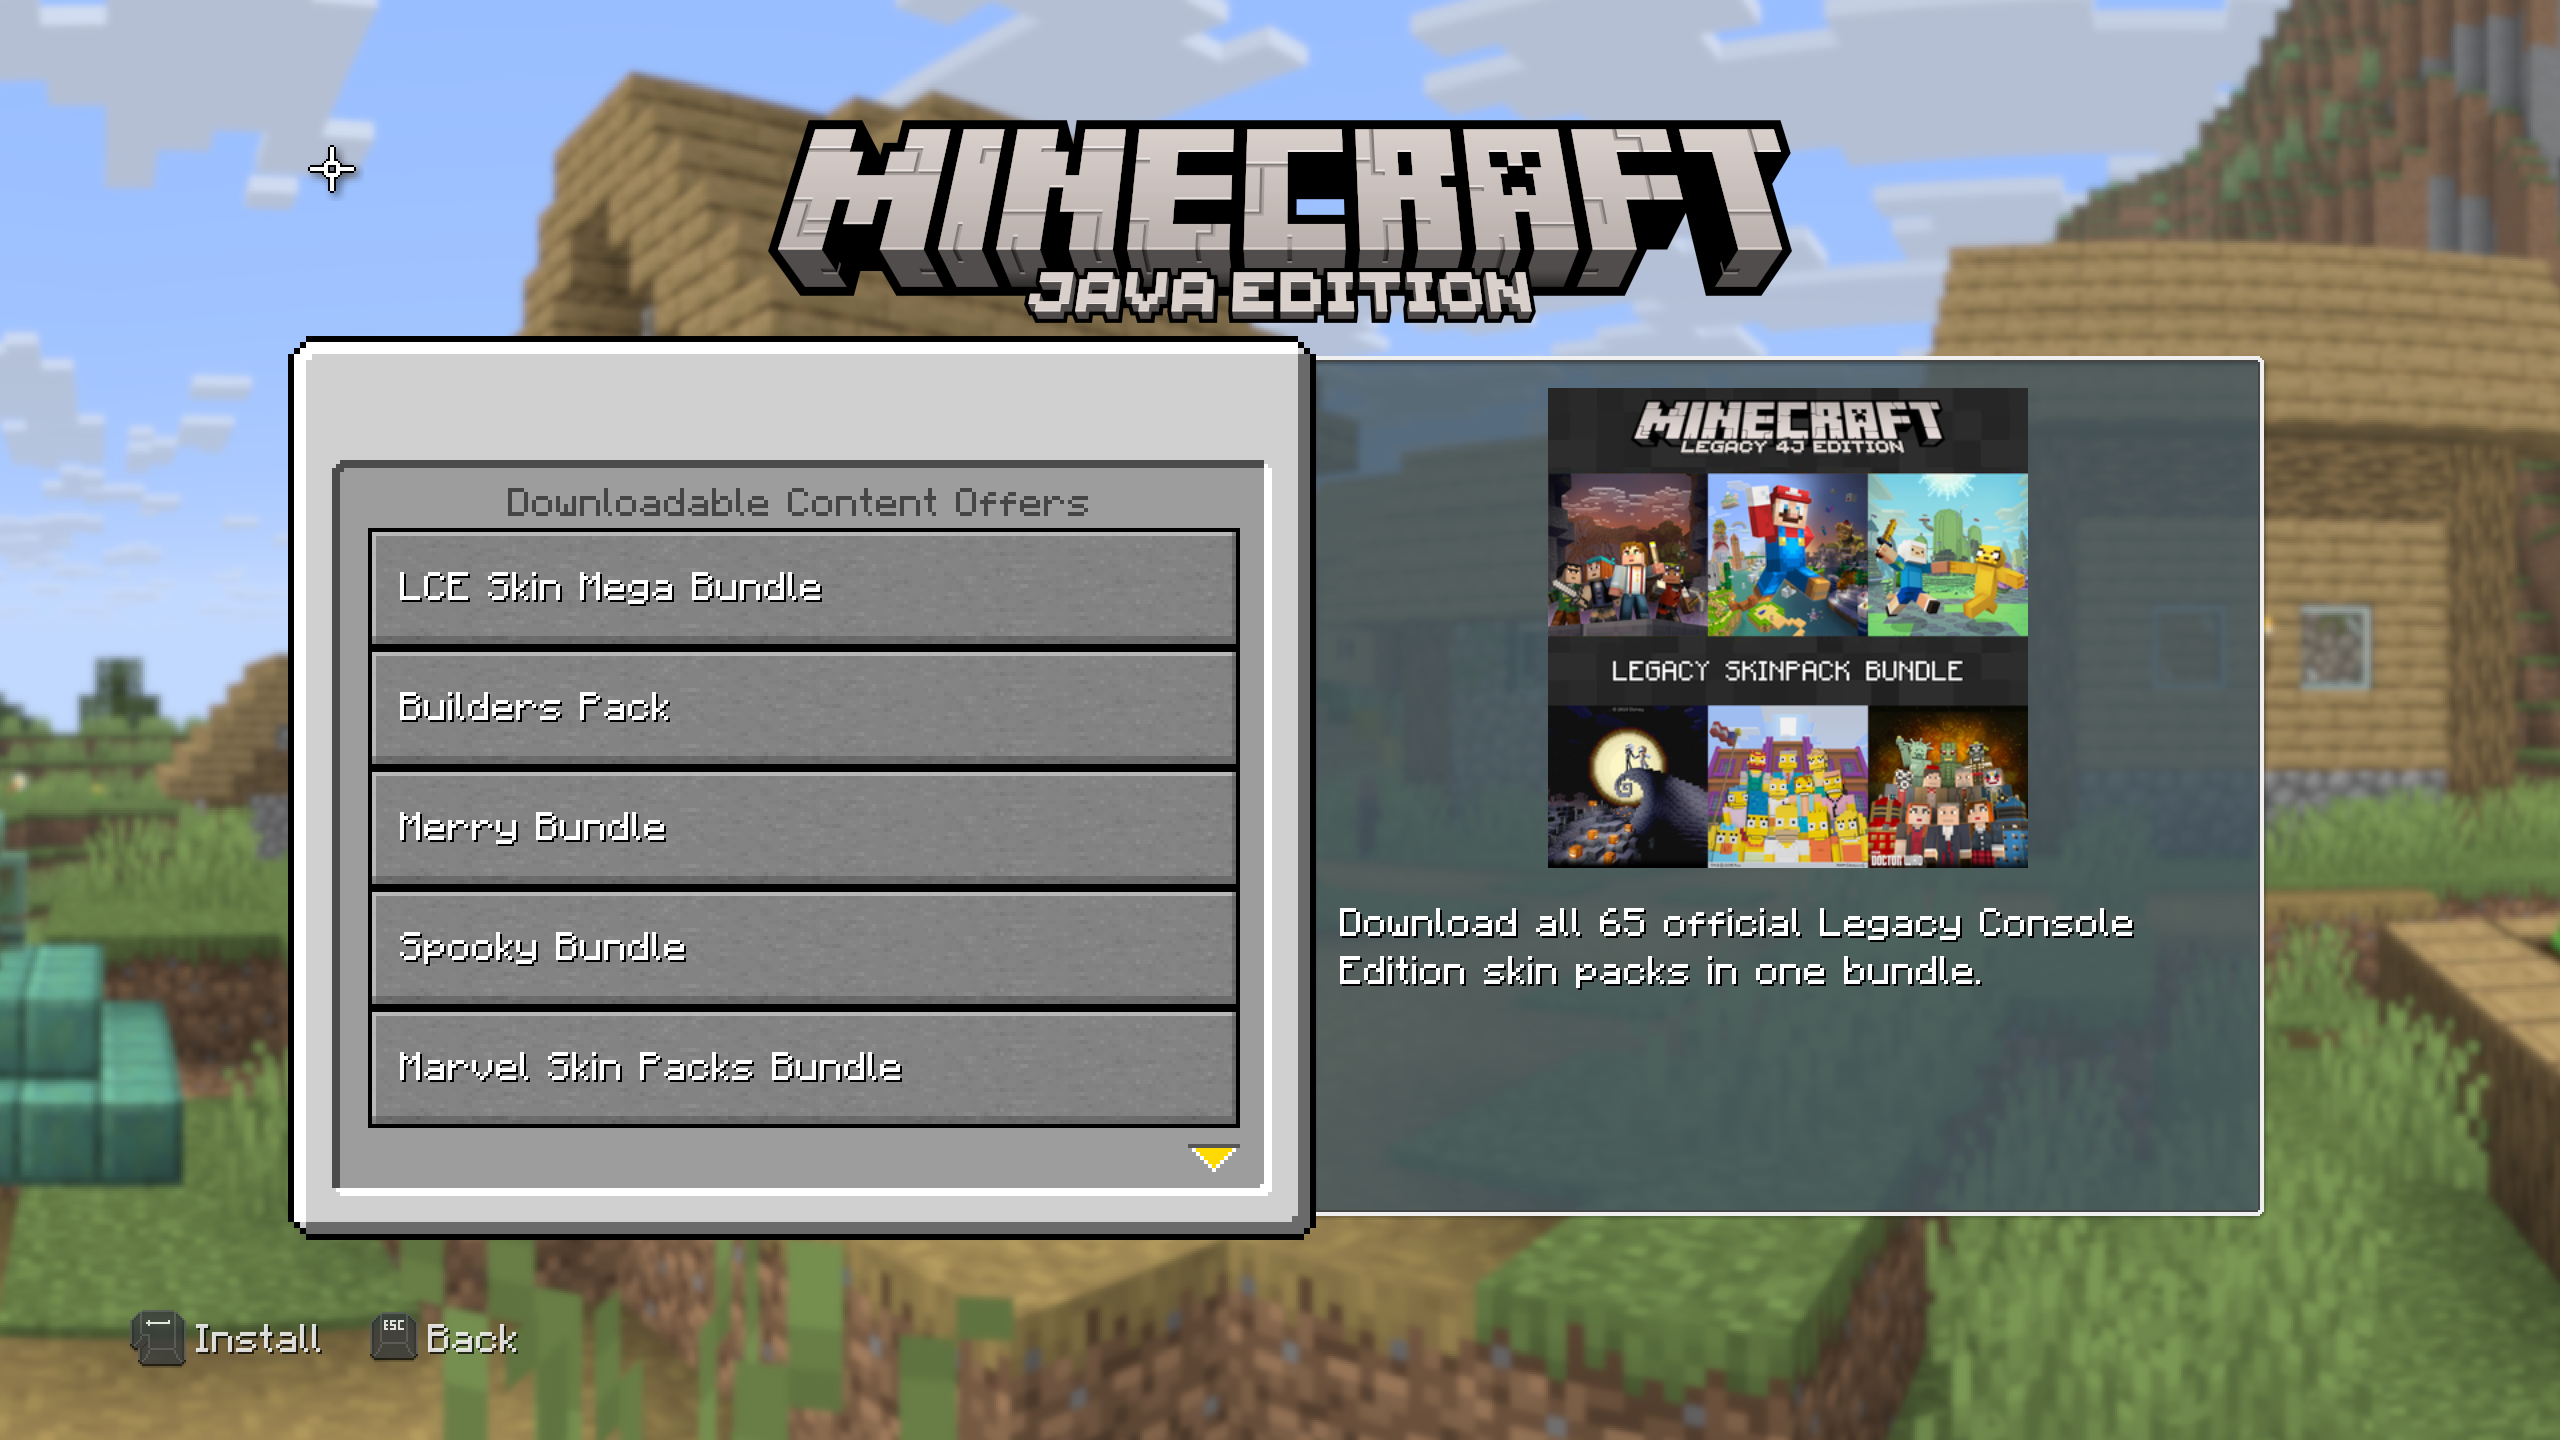 MINECRAFT
JAVA EDITION
Downloadable Content Offers
LCE Skin Mega Bundle
Builders Pack
Merry Bundle
Spooky Bundle
Marvel Skin Packs Bundle
MINECRAFT
LEGACY 4J EDITION
LEGACY SKINPACK BUNDLE
DOCTOR WHO
Download all 65 official Legacy Console
Edition skin packs in one bundle.
Install
ESC
Back